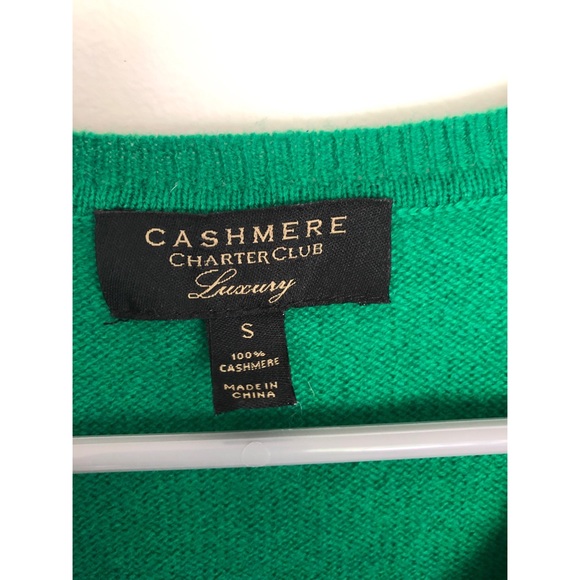 CASHMERE
CHARTER CLUB
Luxury
S
100%
CASHMERE
MADE IN
CHINA